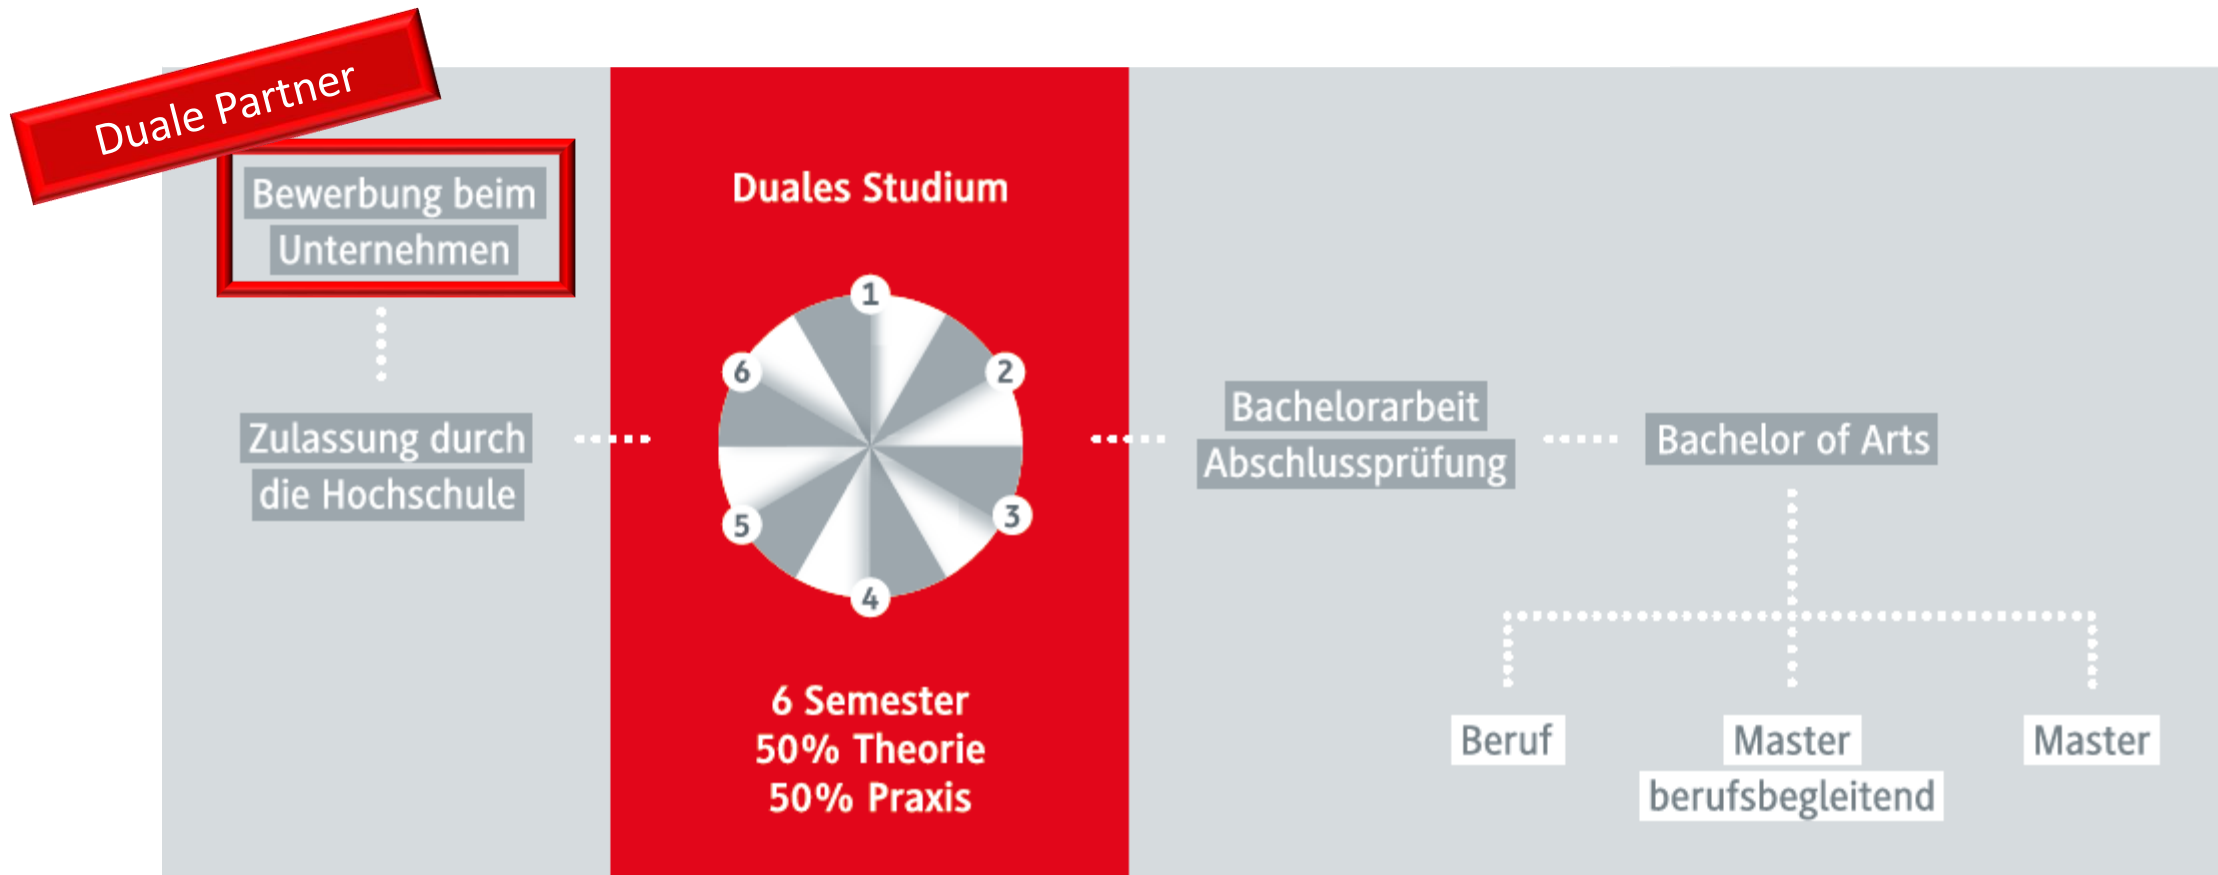 Duale Partner
Bewerbung beim
Unternehmen
Zulassung durch
die Hochschule
Duales Studium
1
2
3
4
5
6
6 Semester
50% Theorie
50% Praxis
Bachelorarbeit
Abschlussprüfung
Bachelor of Arts
Beruf
Master
berufsbegleitend
Master